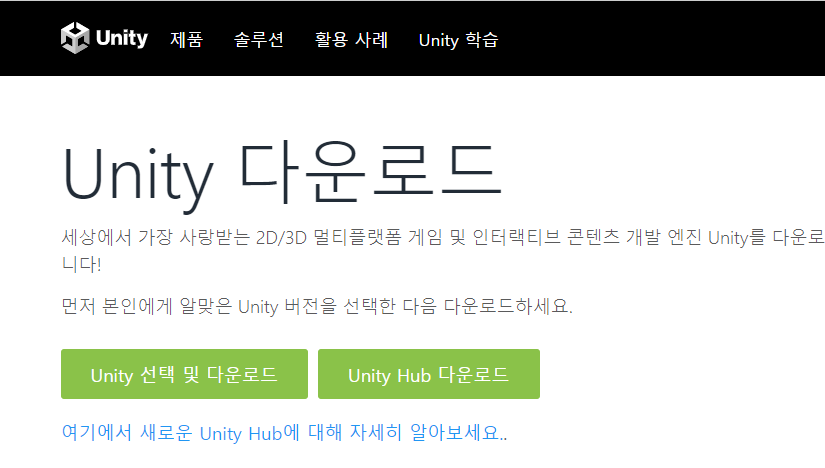 Unity 제품 솔루션 활용 사례 Unity 학습
Unity 다운로드
세상에서 가장 사랑받는 2D/3D 멀티플랫폼 게임 및 인터랙티브 콘텐츠 개발 엔진 Unity를 다운로
니다!
먼저 본인에게 알맞은 Unity 버전을 선택한 다음 다운로드하세요.
Unity 선택 및 다운로드 Unity Hub 다운로드
여기에서 새로운 Unity Hub에 대해 자세히 알아보세요..